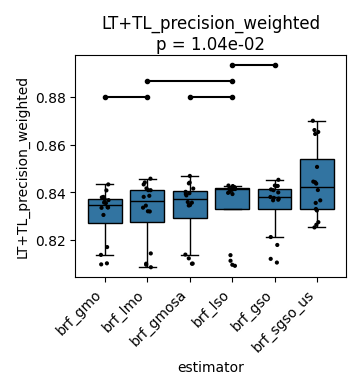 LT+TL_precision_weighted
p = 1.04e-02
LT+TL_precision_weighted
0.88
0.86
0.84
0.82
brf_gmo
brf_lmo
brf_gmosa
brf_lso
brf_gso
brf_sgso_us
estimator